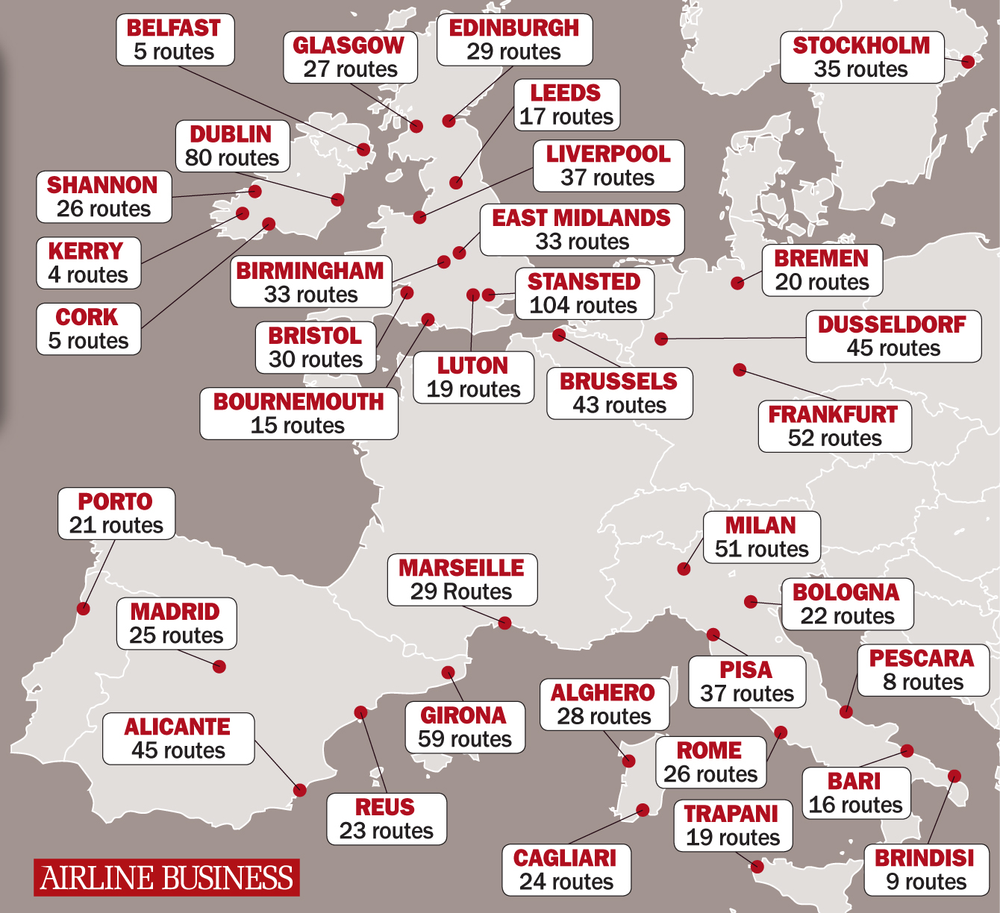 BELFAST
5 routes
GLASGOW
27 routes
EDINBURGH
29 routes
STOCKHOLM
35 routes
LEEDS
17 routes
DUBLIN
80 routes
LIVERPOOL
37 routes
SHANNON
26 routes
EAST MIDLANDS
33 routes
KERRY
4 routes
BIRMINGHAM
33 routes
BREMEN
20 routes
STANSTED
104 routes
CORK
5 routes
DUSSELDORF
45 routes
BRISTOL
30 routes
LUTON
19 routes
BRUSSELS
43 routes
BOURNEMOUTH
15 routes
FRANKFURT
52 routes
PORTO
21 routes
MILAN
51 routes
MARSEILLE
29 Routes
BOLOGNA
22 routes
MADRID
25 routes
PESCARA
8 routes
PISA
37 routes
ALGHERO
28 routes
GIRONA
59 routes
ALICANTE
45 routes
ROME
26 routes
BARI
16 routes
REUS
23 routes
TRAPANI
19 routes
CAGLIARI
24 routes
BRINDISI
9 routes
AIRLINE BUSINESS